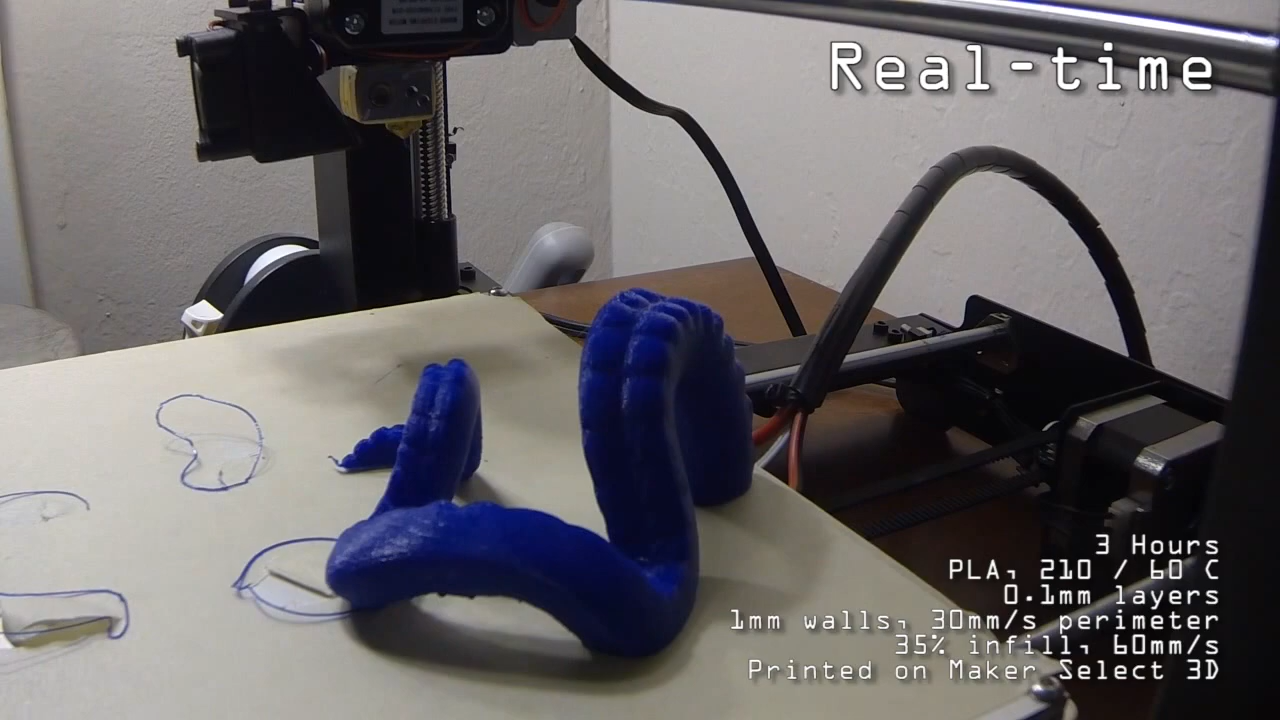 Real-time
3 Hours
PLA, 210 / 60 C
0.1mm layers
1mm walls, 30mm/s perimeter
35% infill, 60mm/s
Printed on Maker Select 3D